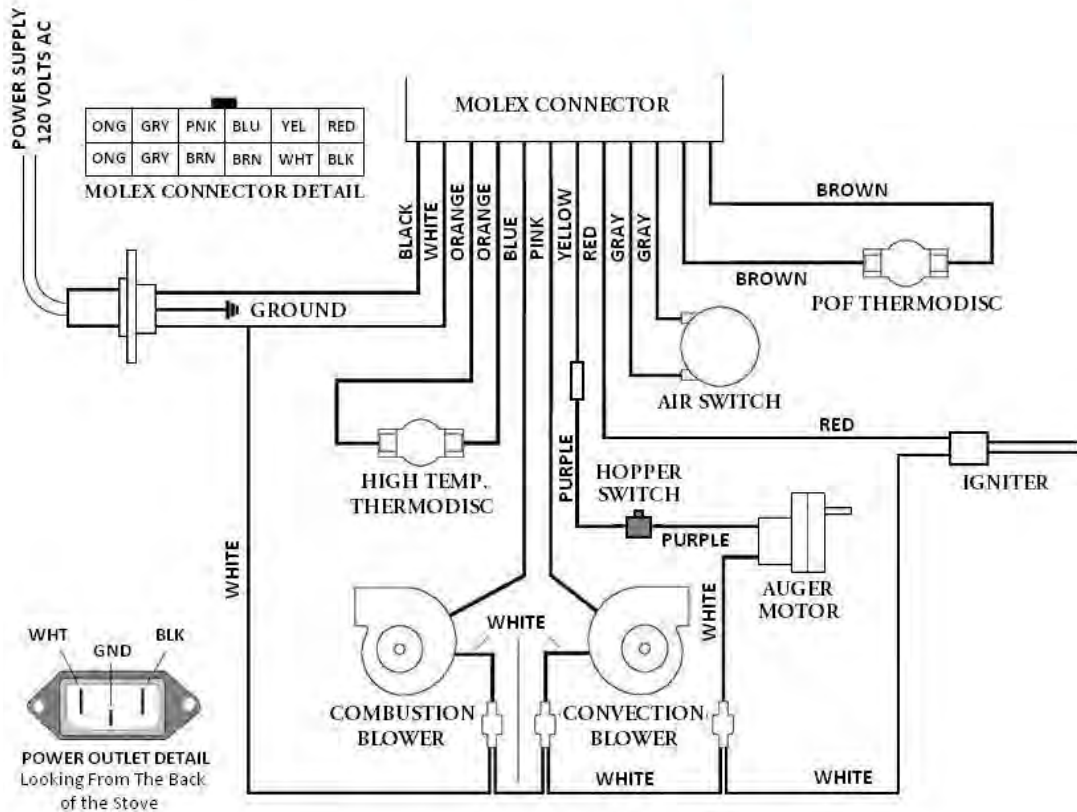 POWER SUPPLY
120 VOLTS AC
MOLEX CONNECTOR
ONG GRY PNK BLU YEL RED
ONG GRY BRN BRN WHT BLK
MOLEX CONNECTOR DETAIL
BLACK
WHITE
ORANGE
ORANGE
BLUE
PINK
YELLOW
RED
GRAY
GRAY
BROWN
BROWN
POF THERMODISC
GROUND
AIR SWITCH
RED
IGNITER
HIGH TEMP.
THERMODISC
PURPLE
HOPPER
SWITCH
PURPLE
AUGER
MOTOR
WHITE
WHITE
WHITE
COMBUSTION
BLOWER
CONVECTION
BLOWER
WHITE
WHITE
WHT
GND
BLK
POWER OUTLET DETAIL
Looking From The Back
of the Stove